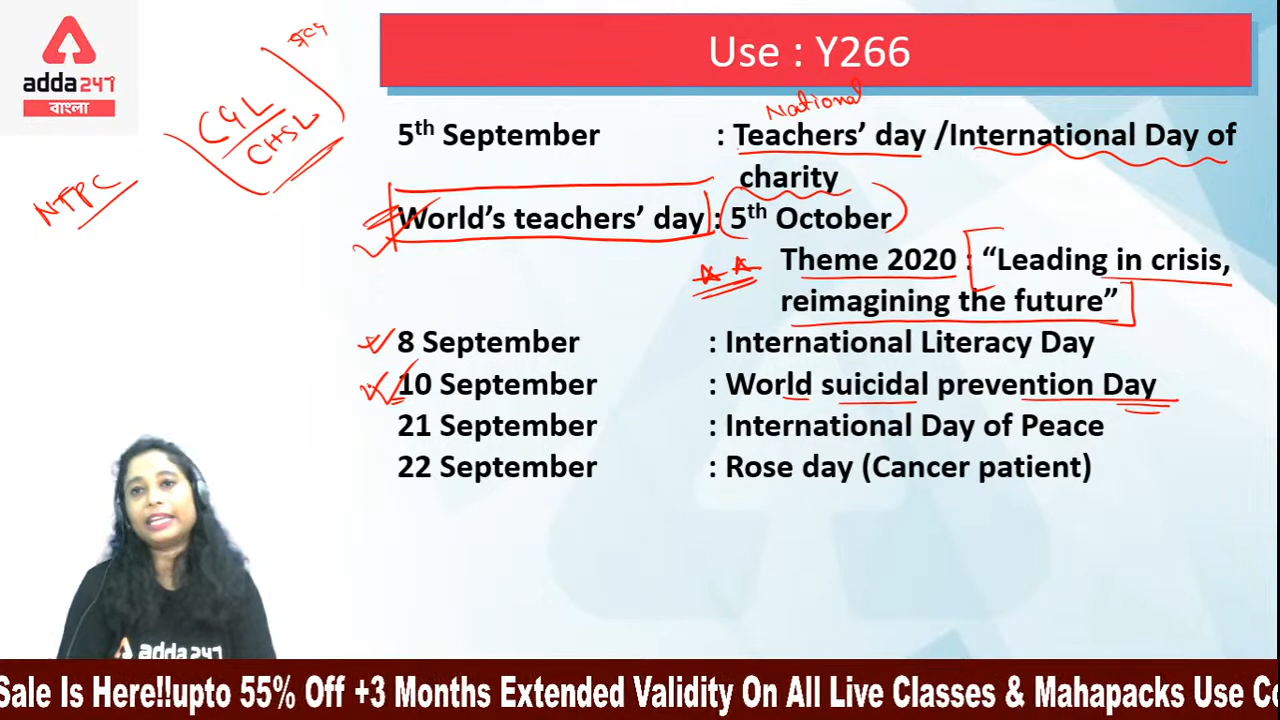 adda247
বাংলা
NTPC
CGL
CHSL
Use : Y266
National
5th September : Teachers’ day /International Day of
charity
World’s teachers’ day : 5th October
Theme 2020 : “Leading in crisis,
reimagining the future”
8 September : International Literacy Day
10 September : World suicidal prevention Day
21 September : International Day of Peace
22 September : Rose day (Cancer patient)
adda247
Sale Is Here!!upto 55% Off +3 Months Extended Validity On All Live Classes & Mahapacks Use Co